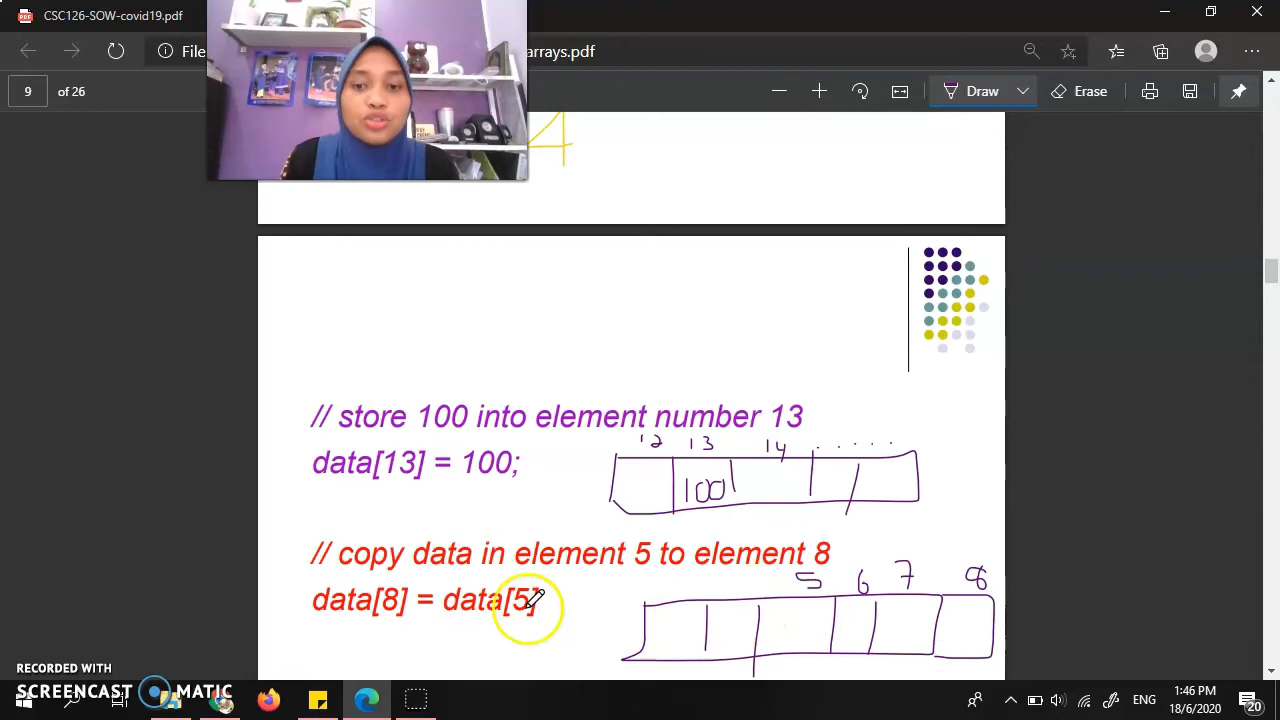 CS128 SOW-covid19
File
arrays.pdf
9 of 26
Draw
Erase
4
// store 100 into element number 13
12 13 14 . . . . .
data[13] = 100;
100
// copy data in element 5 to element 8
5 6 7 8
data[8] = data[5]
RECORDED WITH
SCREENCAST MATIC
ENG
1:46 PM
18/6/2020
20